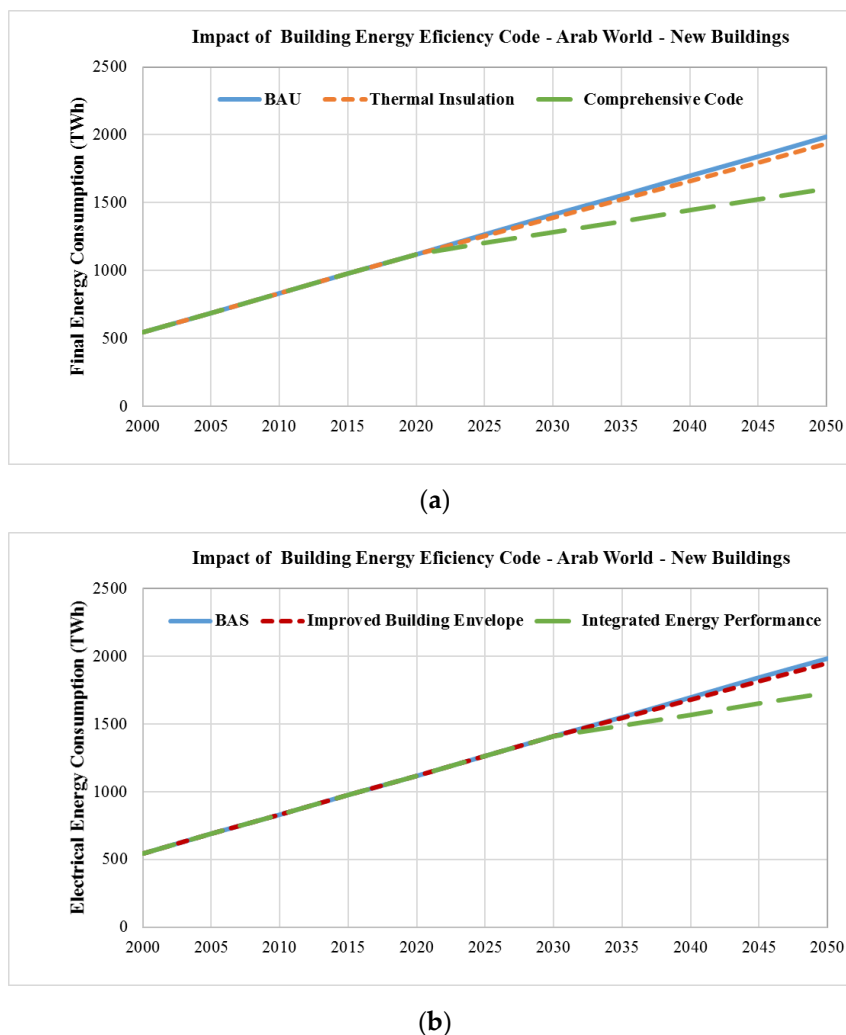 Impact of Building Energy Eficiency Code - Arab World - New Buildings
2500
BAU Thermal Insulation Comprehensive Code
2000
1500
1000
500
0
Final Energy Consumption (TWh)
2000 2005 2010 2015 2020 2025 2030 2035 2040 2045 2050
(a)
Impact of Building Energy Eficiency Code - Arab World - New Buildings
2500
BAS Improved Building Envelope Integrated Energy Performance
2000
1500
1000
500
0
Electrical Energy Consumption (TWh)
2000 2005 2010 2015 2020 2025 2030 2035 2040 2045 2050
(b)